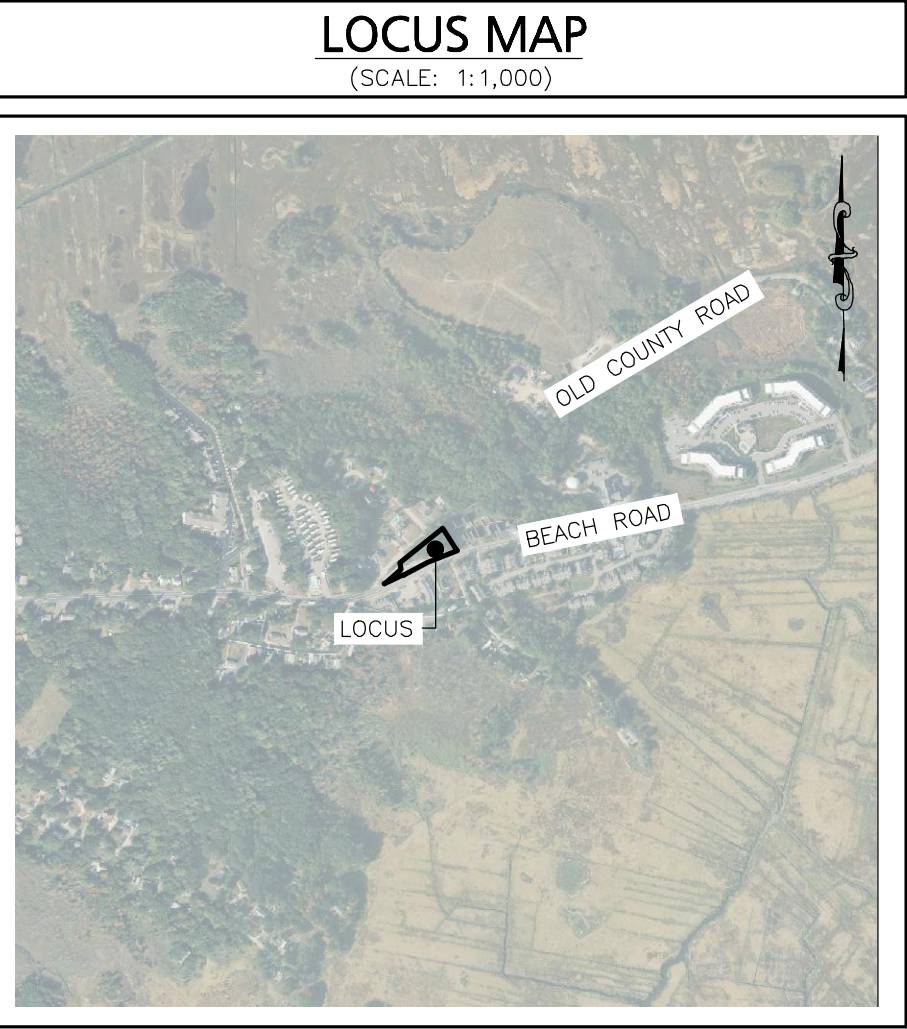 LOCUS MAP
(SCALE: 1:1,000)
OLD COUNTY ROAD
BEACH ROAD
LOCUS